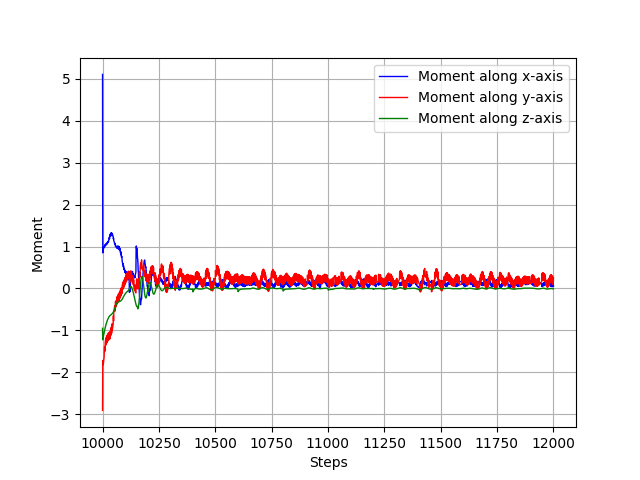 Moment along x-axis
Moment along y-axis
Moment along z-axis
5
4
3
2
1
0
−1
−2
−3
Moment
10000 10250 10500 10750 11000 11250 11500 11750 12000
Steps